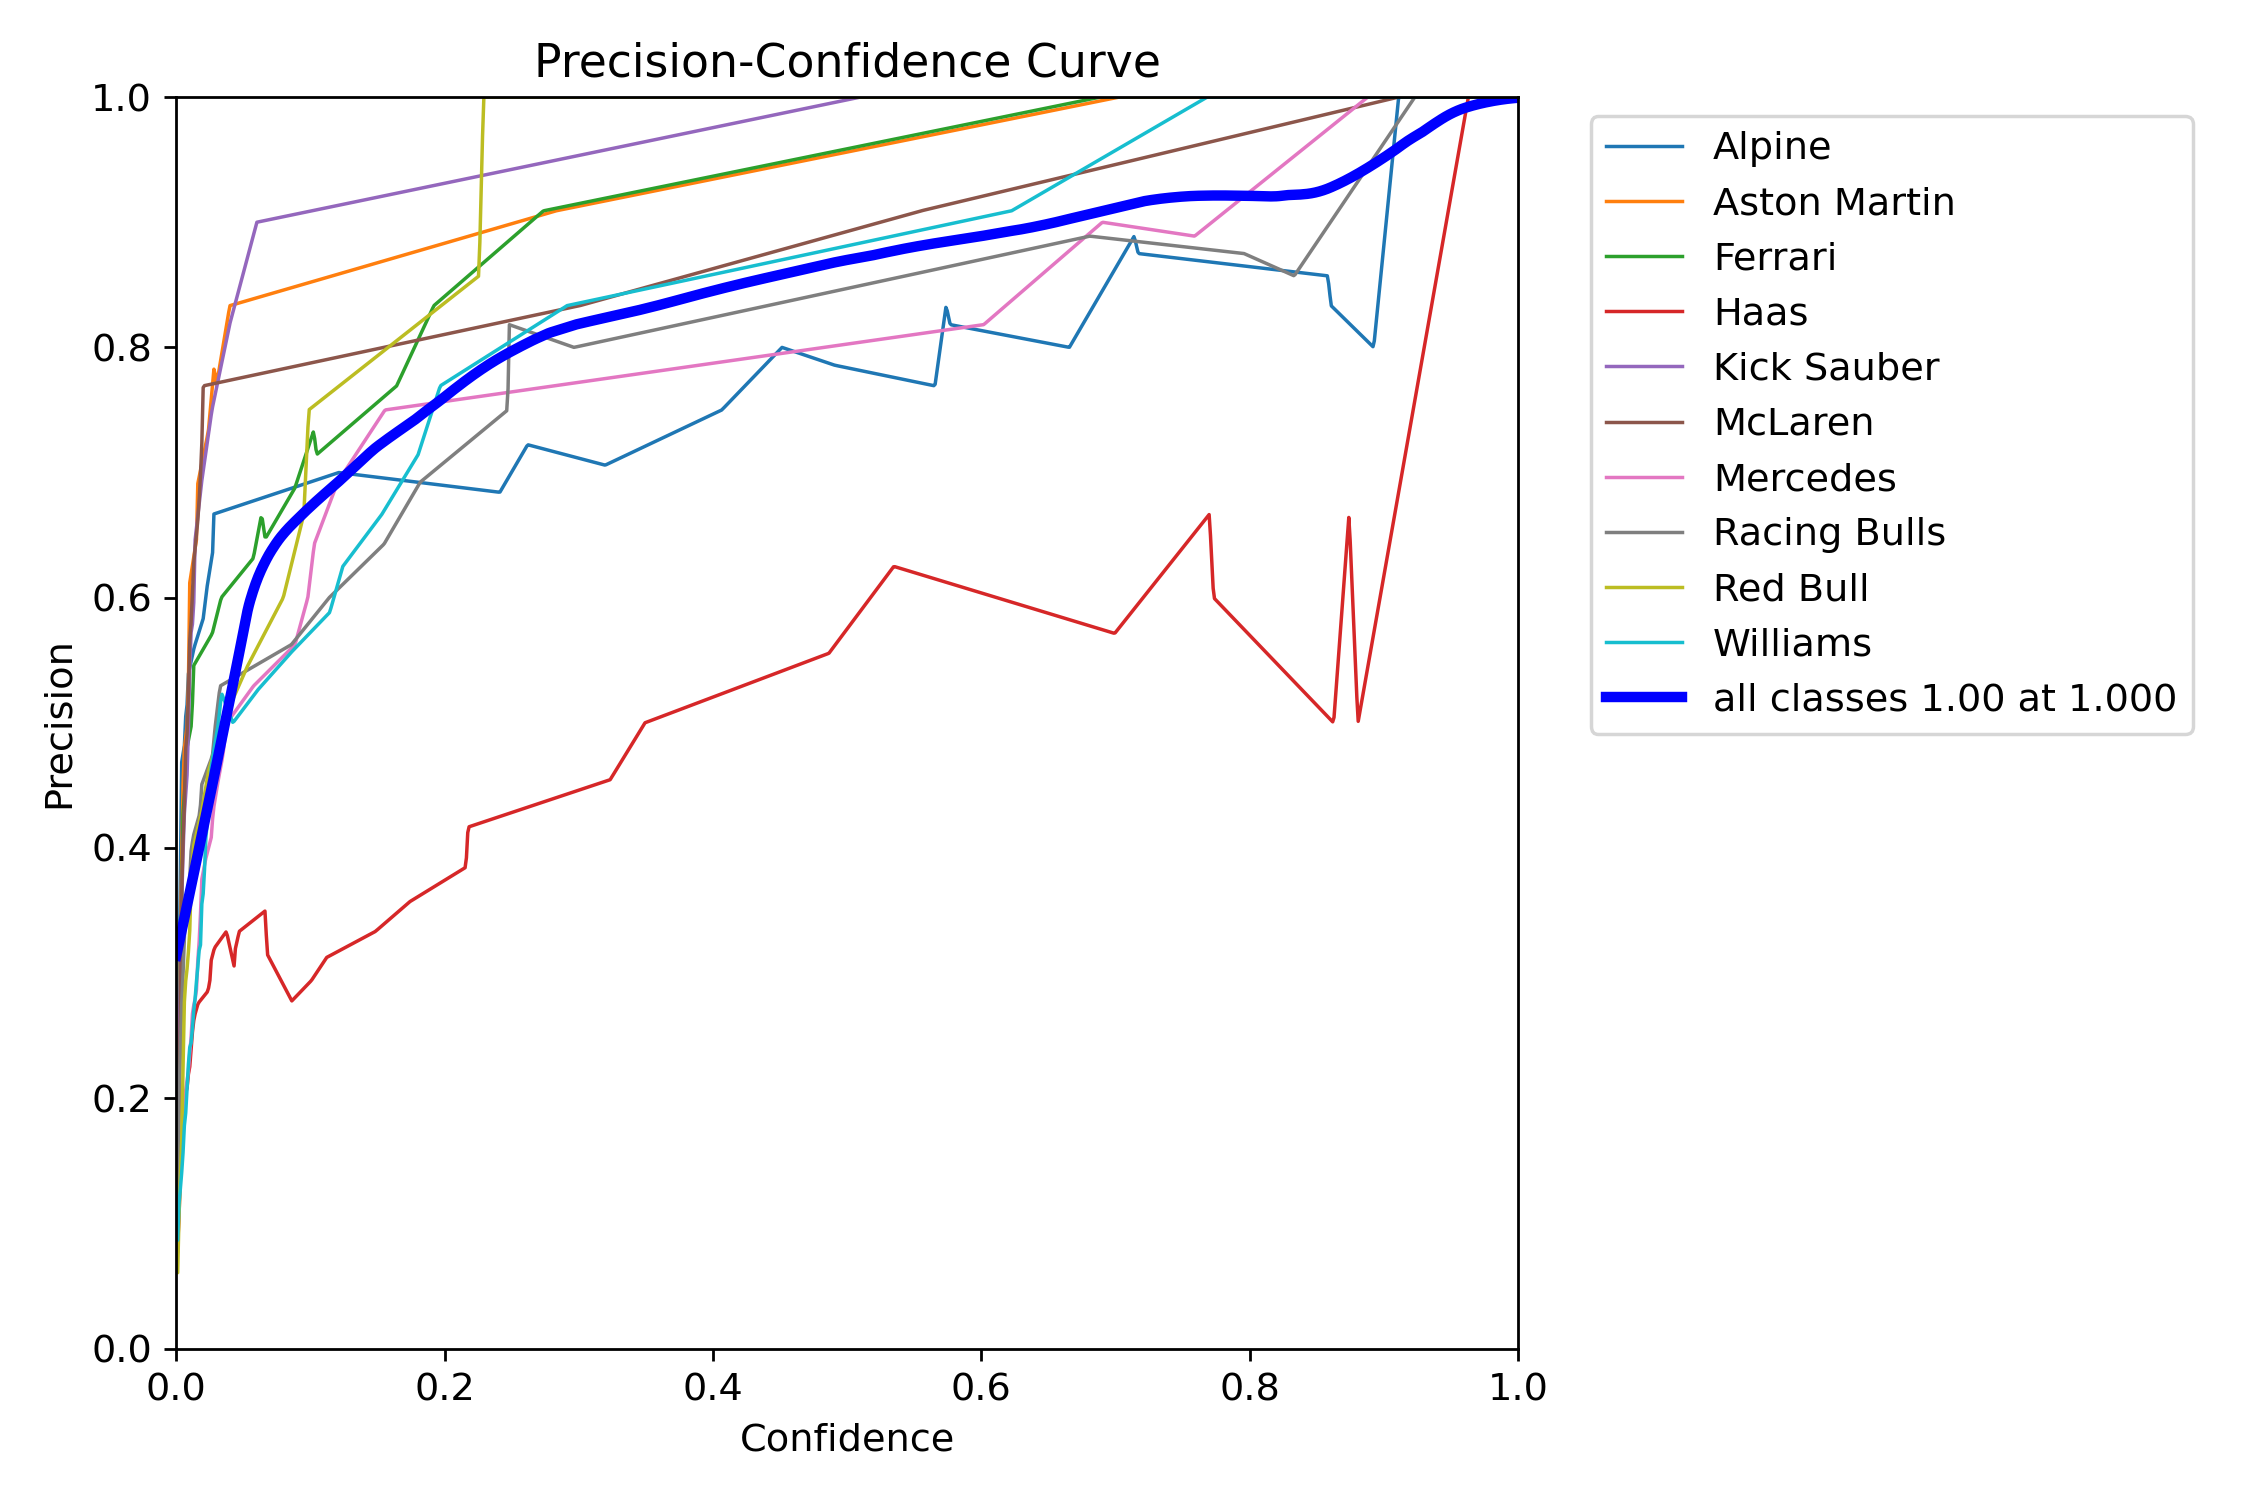 Precision-Confidence Curve
1.0
0.8
0.6
0.4
0.2
0.0
Precision
0.0 0.2 0.4 0.6 0.8 1.0
Confidence
Alpine
Aston Martin
Ferrari
Haas
Kick Sauber
McLaren
Mercedes
Racing Bulls
Red Bull
Williams
all classes 1.00 at 1.000